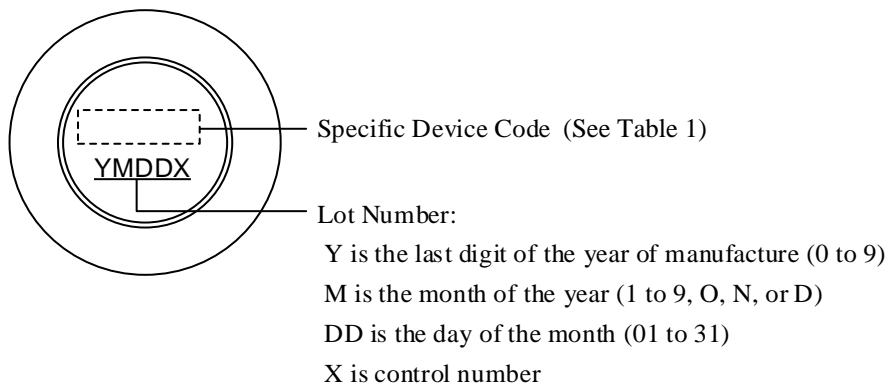 Specific Device Code (See Table 1)
YMDDX
Lot Number:
Y is the last digit of the year of manufacture (0 to 9)
M is the month of the year (1 to 9, O, N, or D)
DD is the day of the month (01 to 31)
X is control number